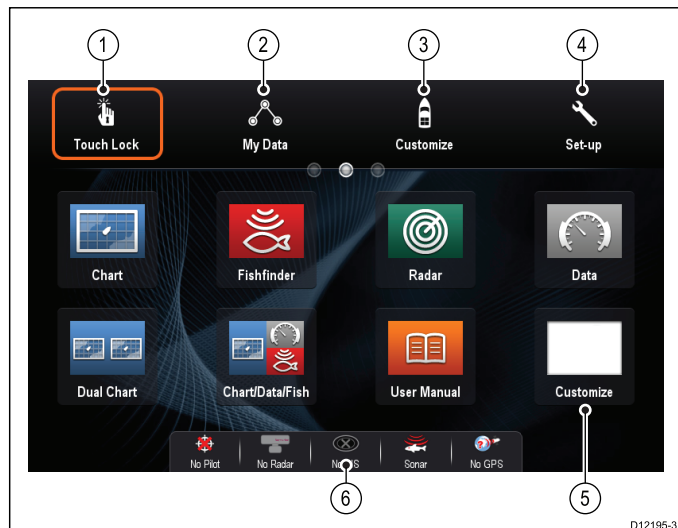 1 2 3 4
Touch Lock My Data Customize Set-up
Chart Fishfinder Radar Data
Dual Chart Chart/Data/Fish User Manual Customize
No Pilot No Radar Sonar No GPS
6 5
D12195-3